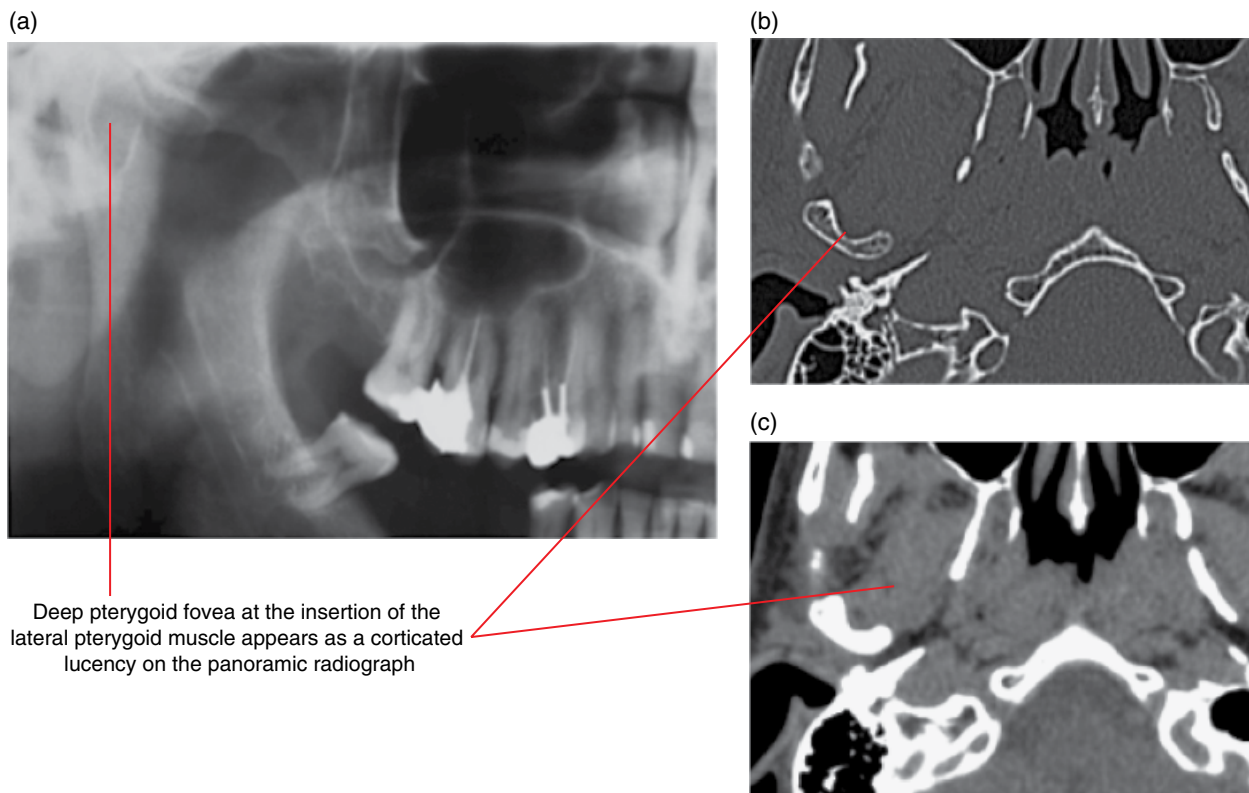 (a)
(b)
(c)
Deep pterygoid fovea at the insertion of the
lateral pterygoid muscle appears as a corticated
lucency on the panoramic radiograph